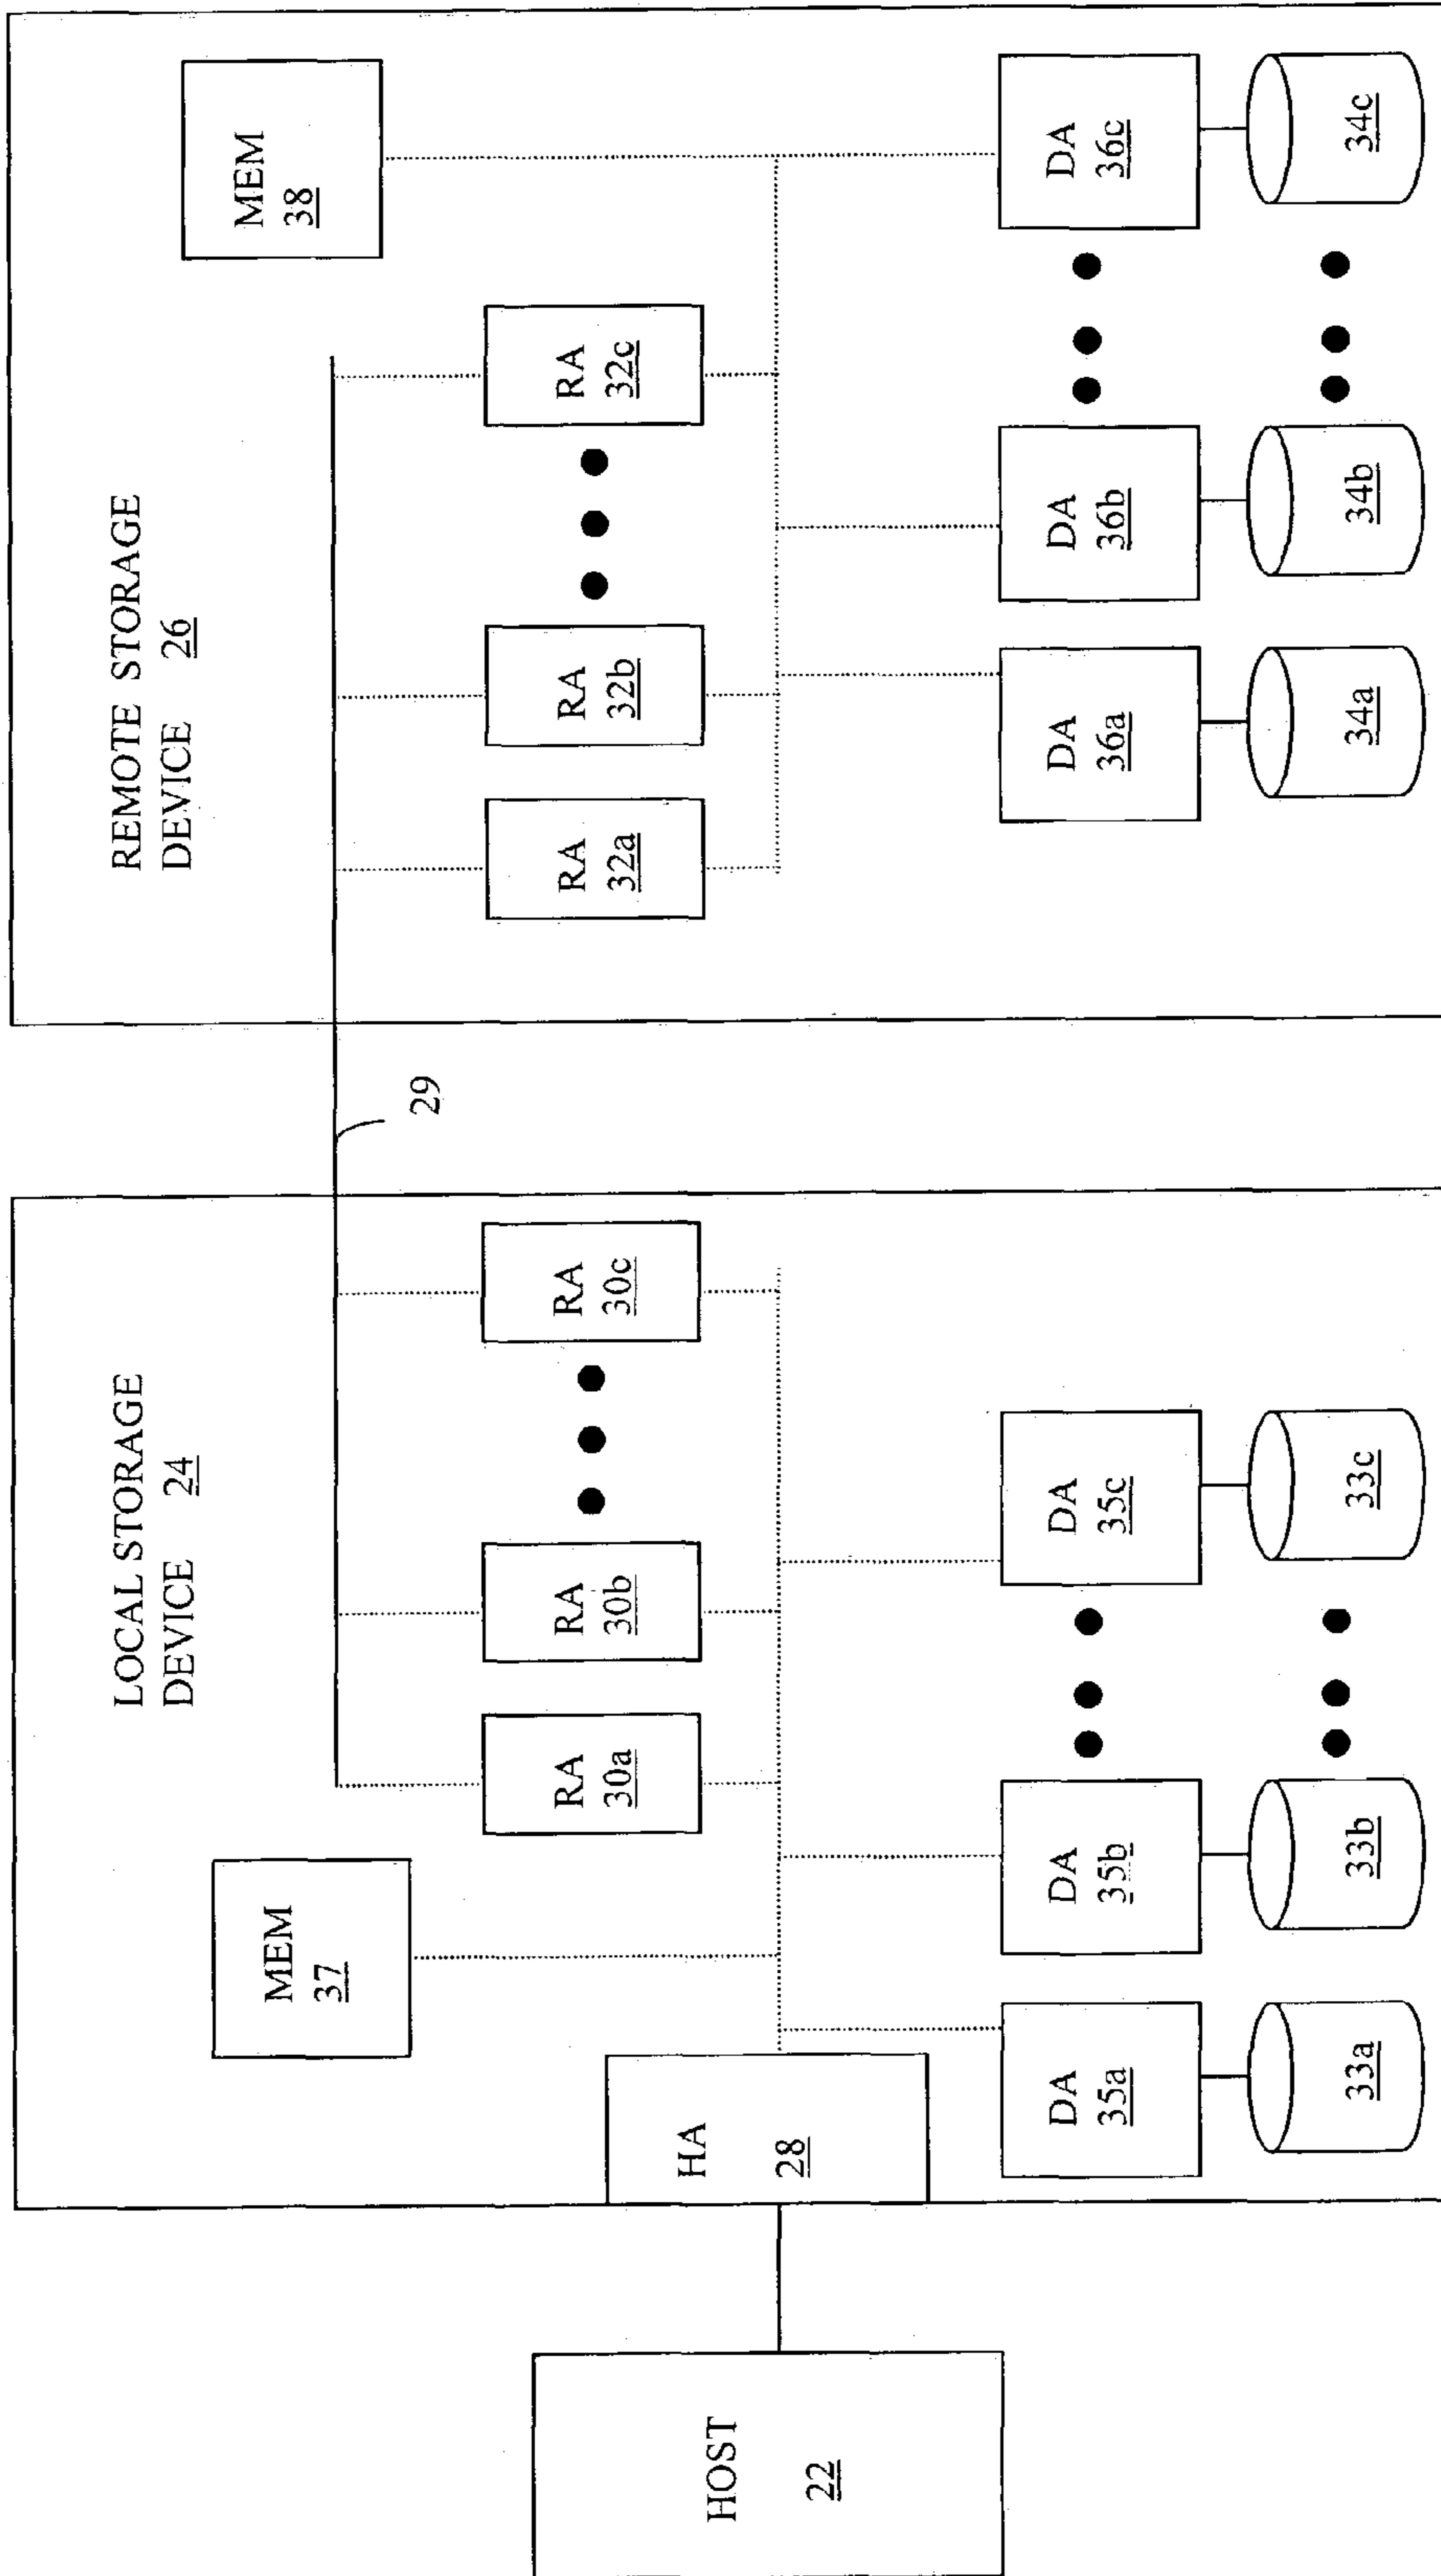 HOST
22
LOCAL STORAGE
DEVICE 24
MEM
37
HA
28
RA
30a
RA
30b
RA
30c
DA
35a
DA
35b
DA
35c
33a
33b
33c
29
REMOTE STORAGE
DEVICE 26
MEM
38
RA
32a
RA
32b
RA
32c
DA
36a
DA
36b
DA
36c
34a
34b
34c